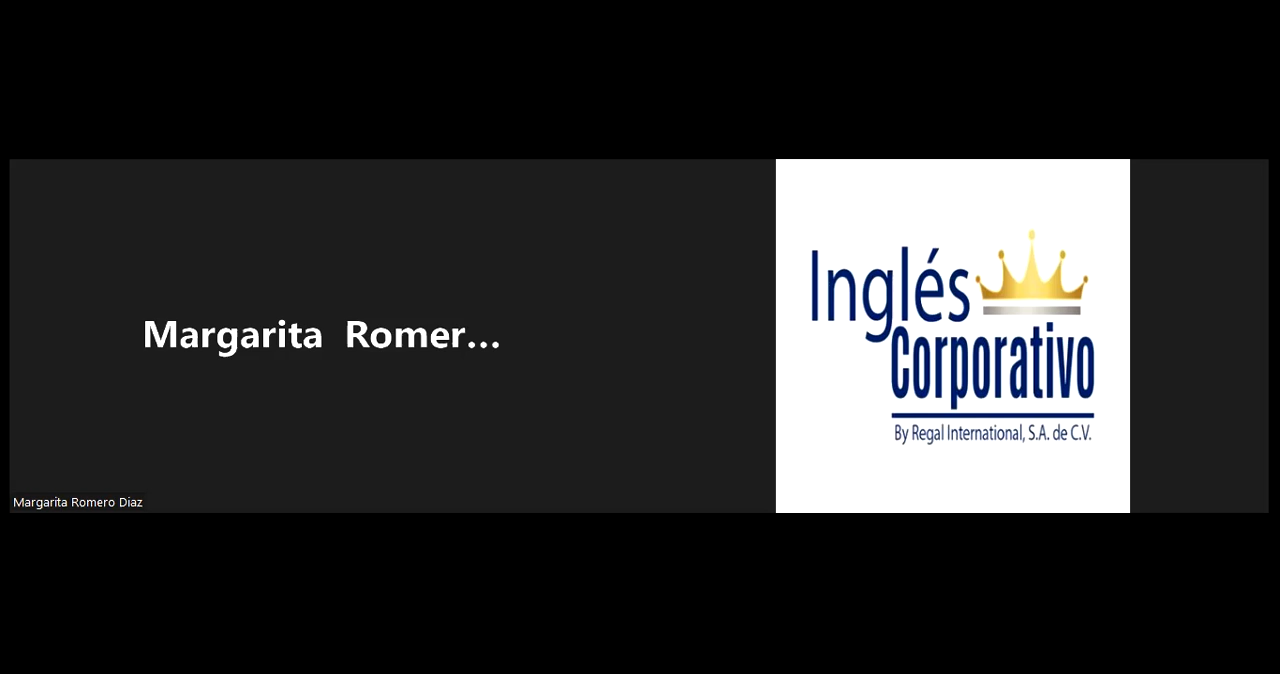 Margarita Romer...
Margarita Romero Diaz
Inglés
Corporativo
By Regal International, S.A. de C.V.